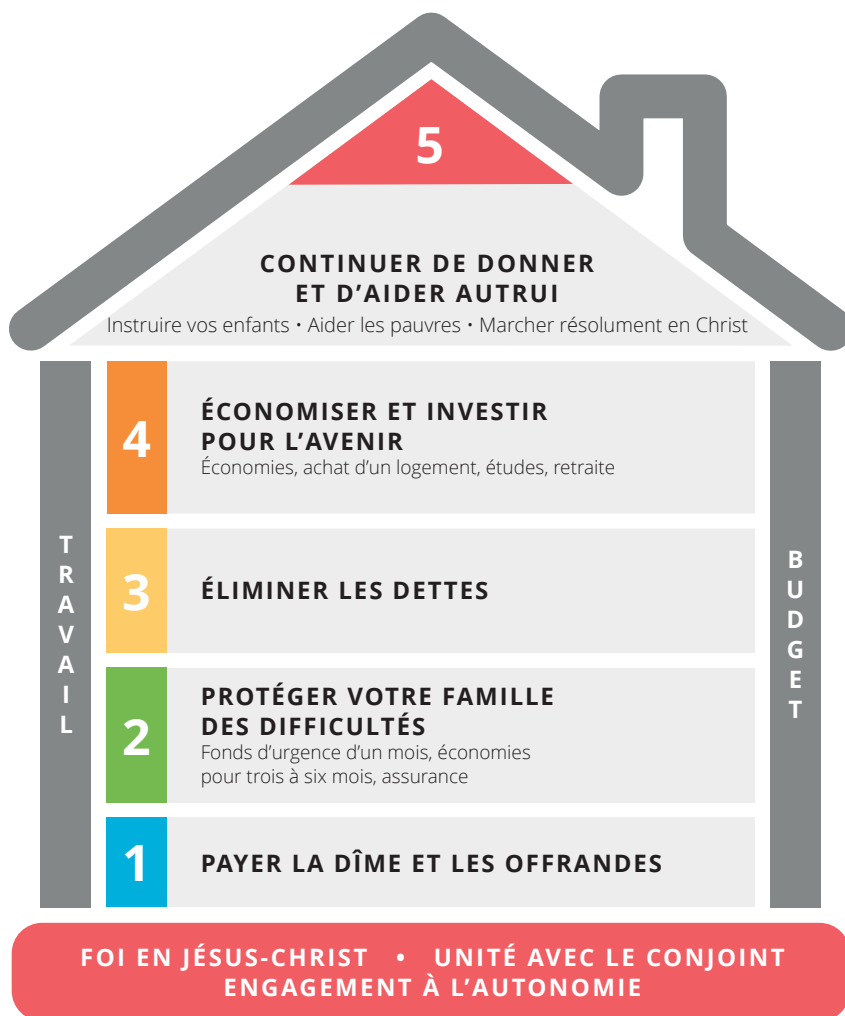 5
CONTINUER DE DONNER
ET D’AIDER AUTRUI
Instruire vos enfants • Aider les pauvres • Marcher résolument en Christ
4
ÉCONOMISER ET INVESTIR
POUR L’AVENIR
Économies, achat d’un logement, études, retraite
3
ÉLIMINER LES DETTES
2
PROTÉGER VOTRE FAMILLE
DES DIFFICULTÉS
Fonds d’urgence d’un mois, économies
pour trois à six mois, assurance
1
PAYER LA DÎME ET LES OFFRANDES
TRAVAIL
BUDGET
FOI EN JÉSUS-CHRIST • UNITÉ AVEC LE CONJOINT
ENGAGEMENT À L’AUTONOMIE